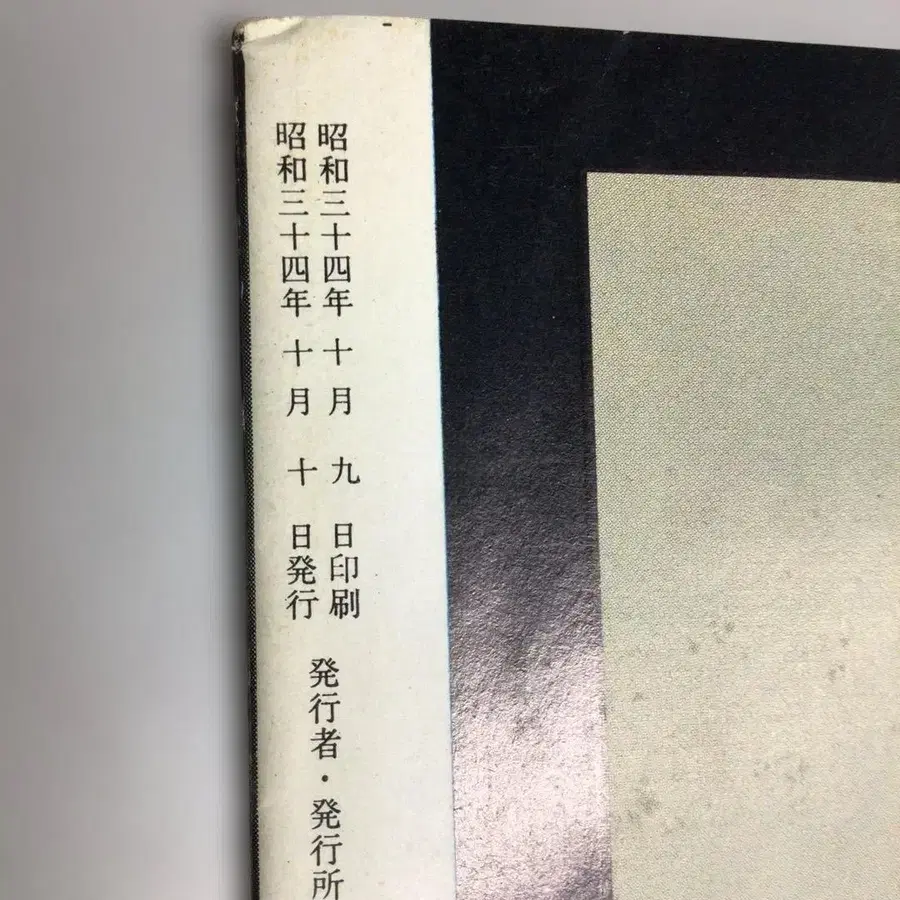 昭和三十四年 十月 九 日印刷
昭和三十四年 十月 十 日発行
発行者・発行所